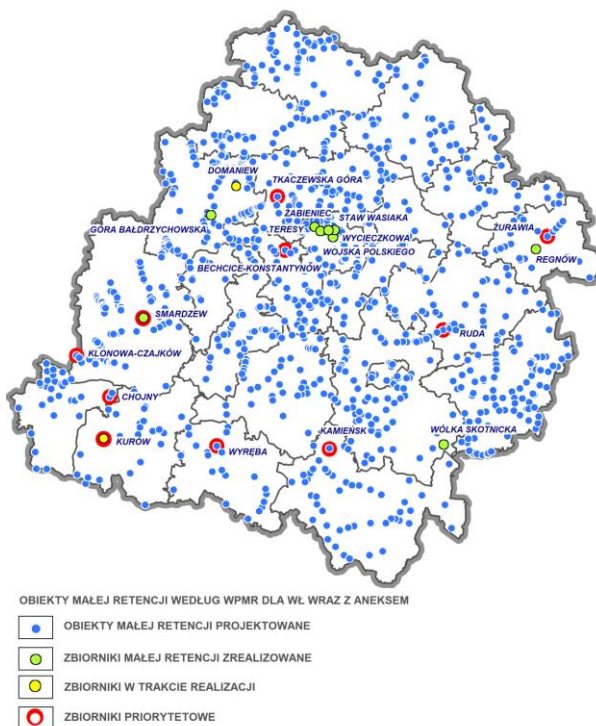 DOMANIEW
TKACZEWSKA GÓRA
ŻABIENIEC
STAW WASIAKA
GÓRA BAŁDRZYCHOWSKA
TERESY
WYCIECZKOWA
WOJSKA POLSKIEGO
ŻURAWIA
REGNÓW
BECHCICE-KONSTANTYNÓW
SMARDZEW
RUDA
KLONOWA-CZAJKÓW
CHOJNY
KURÓW
WYRĘBA
KAMIEŃSK
WÓLKA SKOTNICKA
OBIEKTY MAŁEJ RETENCJI WEDŁUG WPMR DLA WŁ WRAZ Z ANEKSEM
OBIEKTY MAŁEJ RETENCJI PROJEKTOWANE
ZBIORNIKI MAŁEJ RETENCJI ZREALIZOWANE
ZBIORNIKI W TRAKCIE REALIZACJI
ZBIORNIKI PRIORYTETOWE